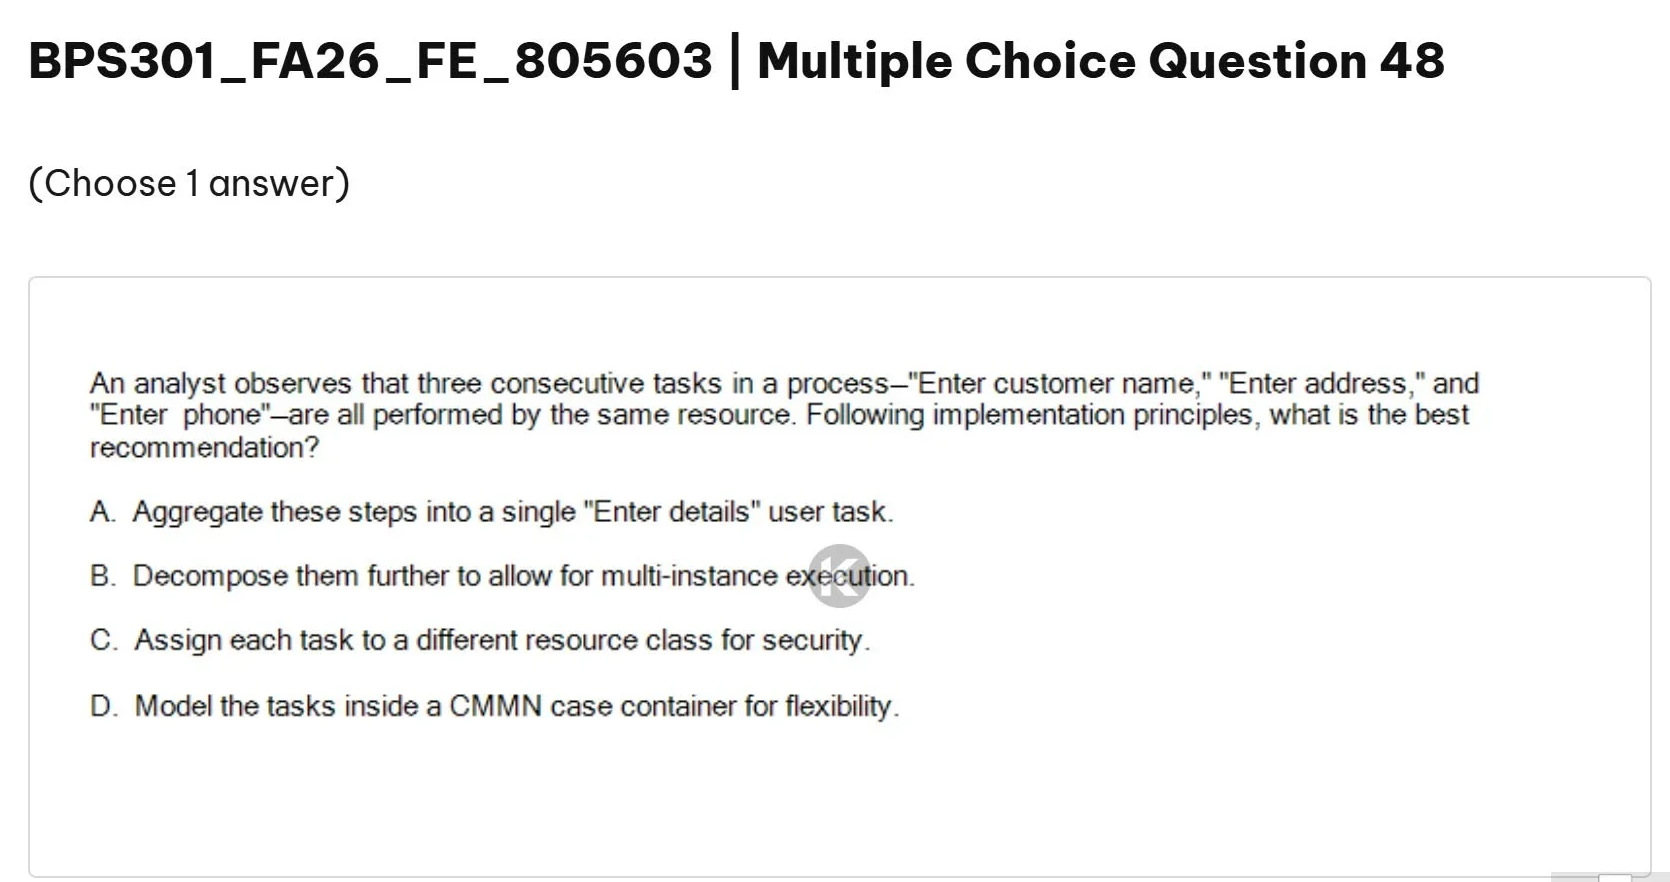 BPS301_FA26_FE_805603 | Multiple Choice Question 48
(Choose 1 answer)
An analyst observes that three consecutive tasks in a process–"Enter customer name," "Enter address," and
"Enter phone"–are all performed by the same resource. Following implementation principles, what is the best
recommendation?
A. Aggregate these steps into a single "Enter details" user task.
B. Decompose them further to allow for multi-instance execution.
C. Assign each task to a different resource class for security.
D. Model the tasks inside a CMMN case container for flexibility.